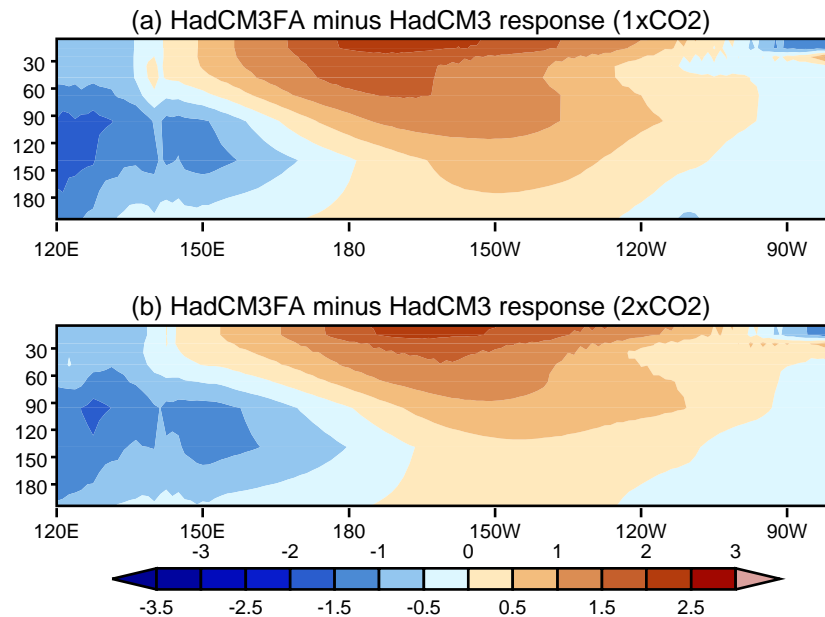 (a) HadCM3FA minus HadCM3 response (1xCO2)
30
60
90
120
150
180
120E 150E 180 150W 120W 90W
(b) HadCM3FA minus HadCM3 response (2xCO2)
30
60
90
120
150
180
120E 150E 180 150W 120W 90W
-3 -2 -1 0 1 2 3
-3.5 -2.5 -1.5 -0.5 0.5 1.5 2.5